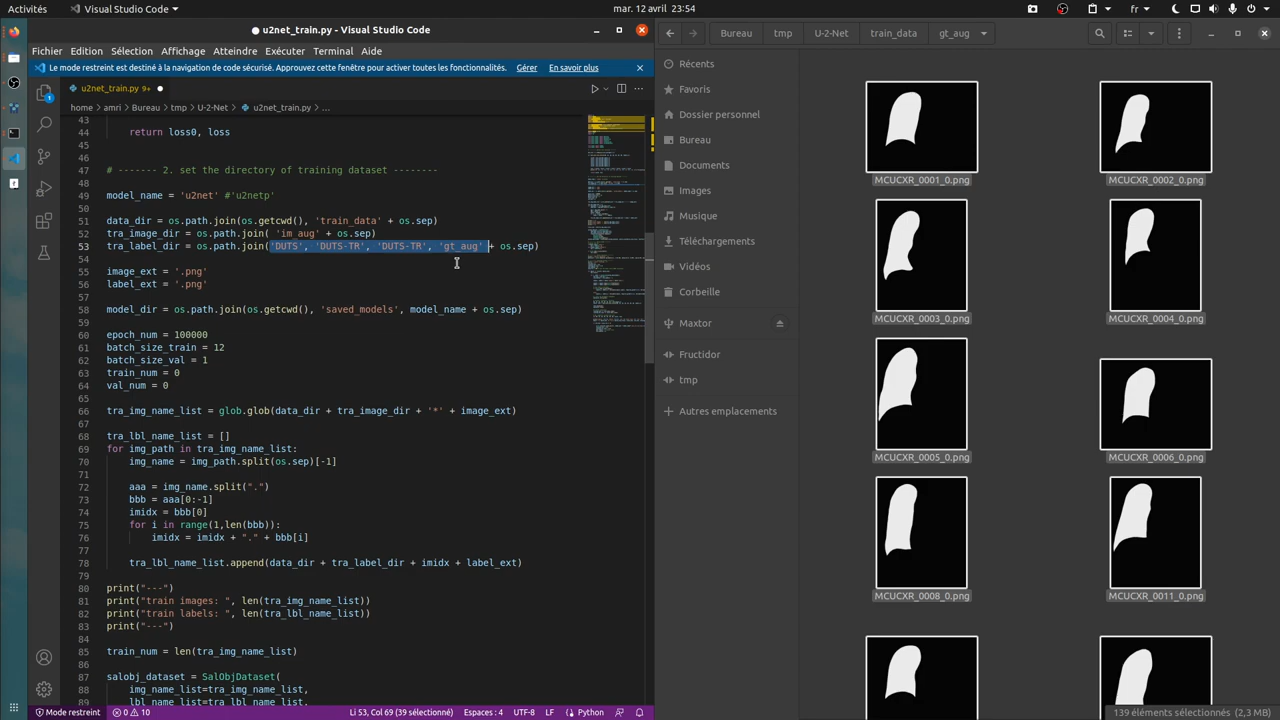 Activités
Visual Studio Code
mar. 12 avril 23:54
fr
u2net_train.py - Visual Studio Code
Fichier Edition Sélection Affichage Atteindre Exécuter Terminal Aide
Le mode restreint est destiné à la navigation de code sécurisé. Approuvez cette fenêtre pour activer toutes les fonctionnalités. Gérer En savoir plus
u2net_train.py 9+
home > amri > Bureau > tmp > U-2-Net > u2net_train.py > ...
43
44 return loss0, loss
45
46
47 # ------- 2. set the directory of training dataset --------
48
49 model_name = 'u2net' #'u2netp'
50
51 data_dir = os.path.join(os.getcwd(), 'train_data' + os.sep)
52 tra_image_dir = os.path.join( 'im_aug' + os.sep)
53 tra_label_dir = os.path.join('DUTS', 'DUTS-TR', 'DUTS-TR', 'gt_aug' + os.sep)
54
55 image_ext = '.png'
56 label_ext = '.png'
57
58 model_dir = os.path.join(os.getcwd(), 'saved_models', model_name + os.sep)
59
60 epoch_num = 100000
61 batch_size_train = 12
62 batch_size_val = 1
63 train_num = 0
64 val_num = 0
65
66 tra_img_name_list = glob.glob(data_dir + tra_image_dir + '*' + image_ext)
67
68 tra_lbl_name_list = []
69 for img_path in tra_img_name_list:
70 img_name = img_path.split(os.sep)[-1]
71
72 aaa = img_name.split(".")
73 bbb = aaa[0:-1]
74 imidx = bbb[0]
75 for i in range(1,len(bbb)):
76 imidx = imidx + "." + bbb[i]
77
78 tra_lbl_name_list.append(data_dir + tra_label_dir + imidx + label_ext)
79
80 print("---")
81 print("train images: ", len(tra_img_name_list))
82 print("train labels: ", len(tra_lbl_name_list))
83 print("---")
84
85 train_num = len(tra_img_name_list)
86
87 salobj_dataset = SalObjDataset(
88 img_name_list=tra_img_name_list,
89 lbl_name_list=tra_lbl_name_list,
Mode restreint 0 10 Li 53, Col 69 (39 sélectionné) Espaces : 4 UTF-8 LF Python
Bureau tmp U-2-Net train_data gt_aug
Récents
Favoris
Dossier personnel
Bureau
Documents
Images
Musique
Téléchargements
Vidéos
Corbeille
Maxtor
Fructidor
tmp
Autres emplacements
MCUCXR_0001_0.png MCUCXR_0002_0.png
MCUCXR_0003_0.png MCUCXR_0004_0.png
MCUCXR_0005_0.png MCUCXR_0006_0.png
MCUCXR_0008_0.png MCUCXR_0011_0.png
139 éléments sélectionnés (2,3 MB)